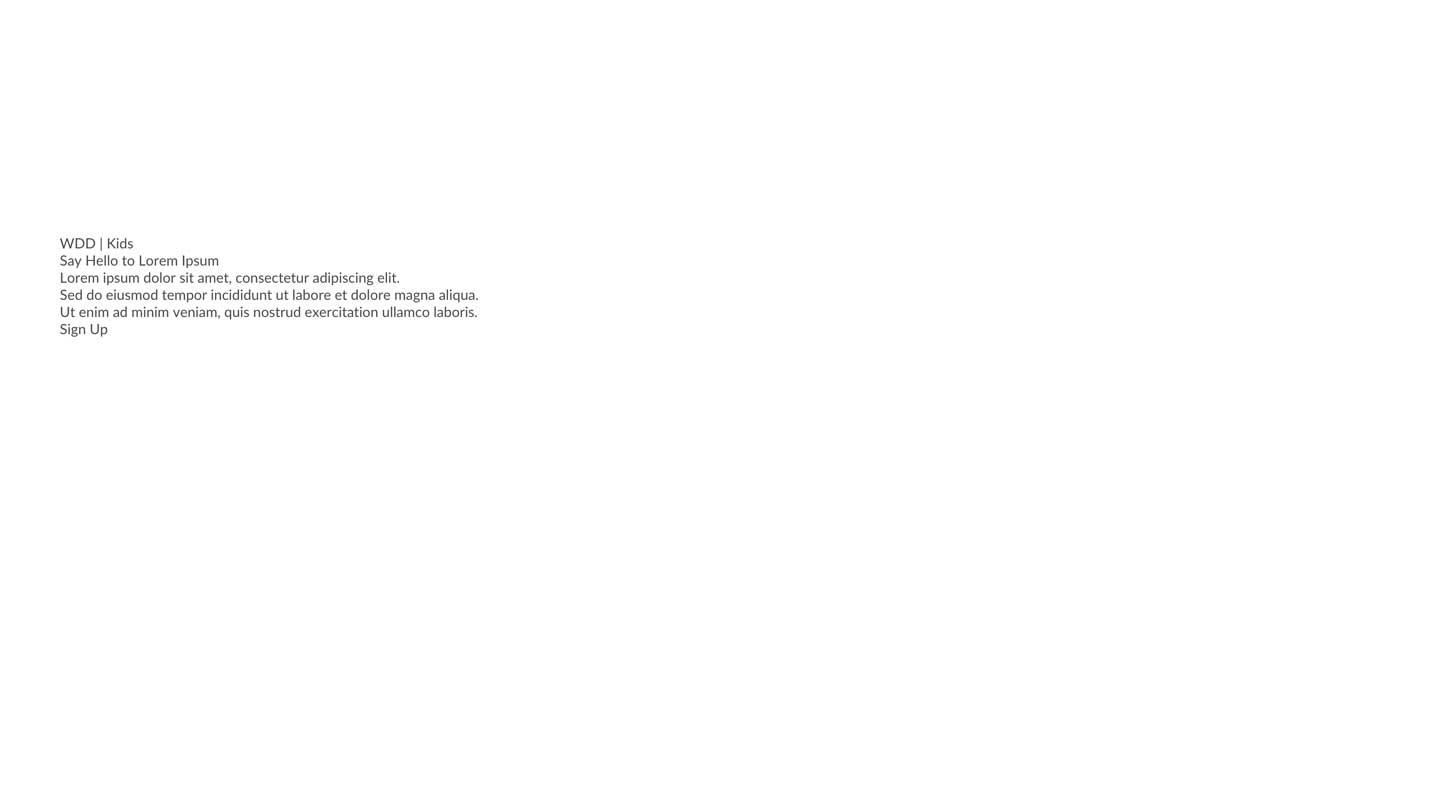 WDD | Kids
Say Hello to Lorem Ipsum
Lorem ipsum dolor sit amet, consectetur adipiscing elit.
Sed do eiusmod tempor incididunt ut labore et dolore magna aliqua.
Ut enim ad minim veniam, quis nostrud exercitation ullamco laboris.
Sign Up